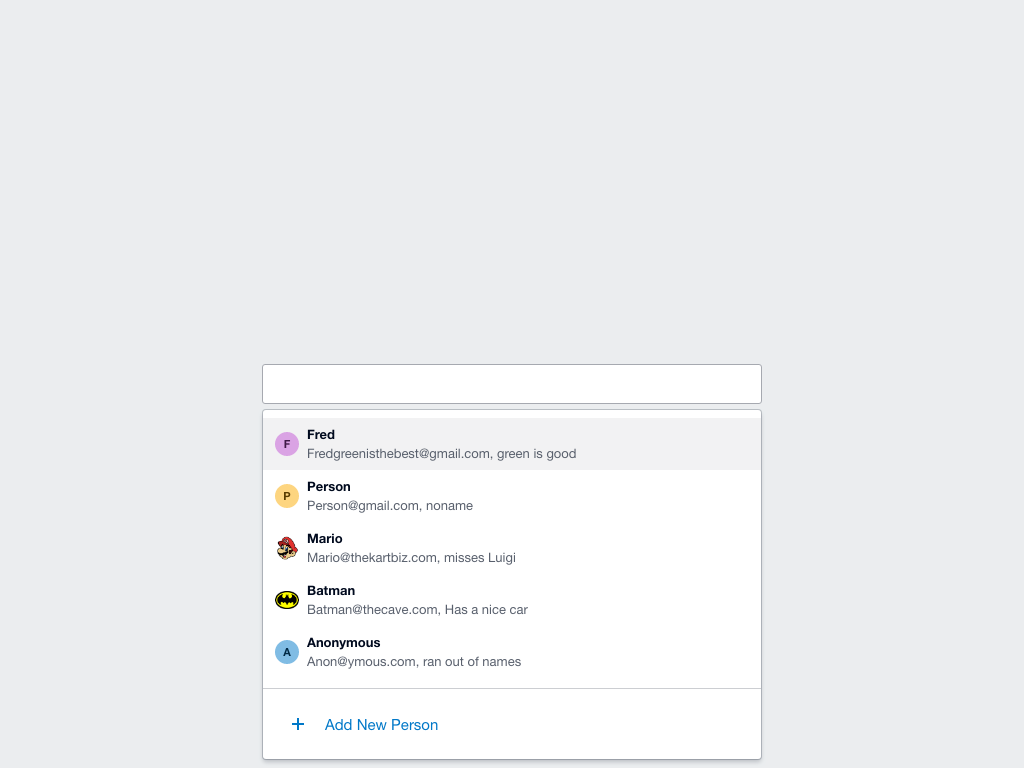 F
Fred
Fredgreenisthebest@gmail.com, green is good
P
Person
Person@gmail.com, noname
Mario
Mario@thekartbiz.com, misses Luigi
Batman
Batman@thecave.com, Has a nice car
A
Anonymous
Anon@ymous.com, ran out of names
+ Add New Person